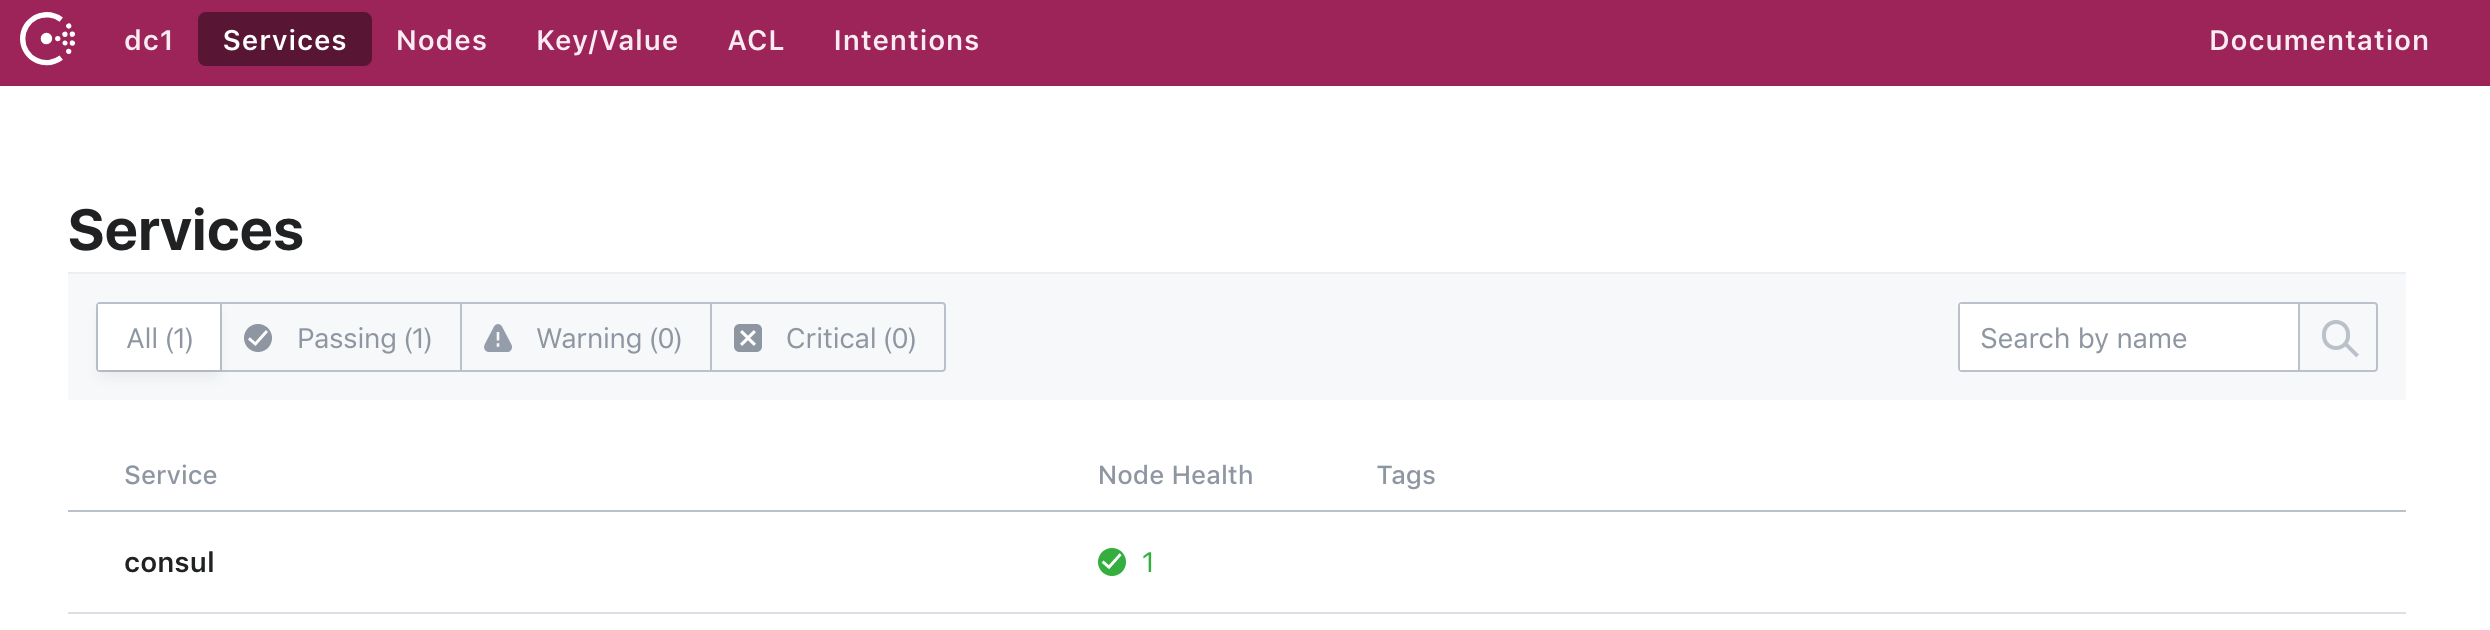 dc1 Services Nodes Key/Value ACL Intentions Documentation
Services
All (1) Passing (1) Warning (0) Critical (0) Search by name
Service Node Health Tags
consul 1